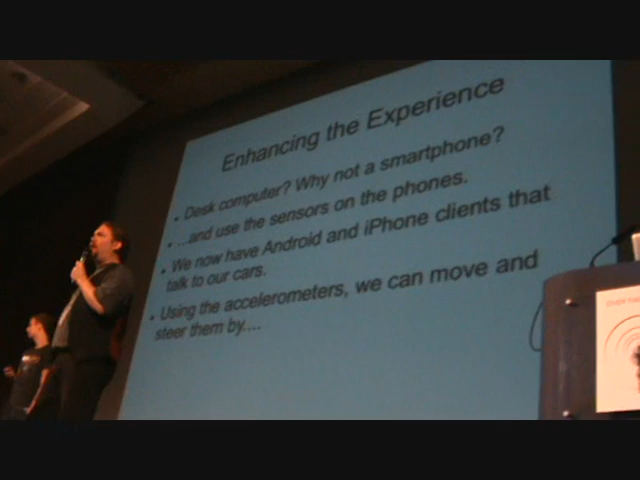 Enhancing the Experience
• Desk computer? Why not a smartphone?
• ...and use the sensors on the phones.
• We now have Android and iPhone clients that
talk to our cars.
• Using the accelerometers, we can move and
steer them by....